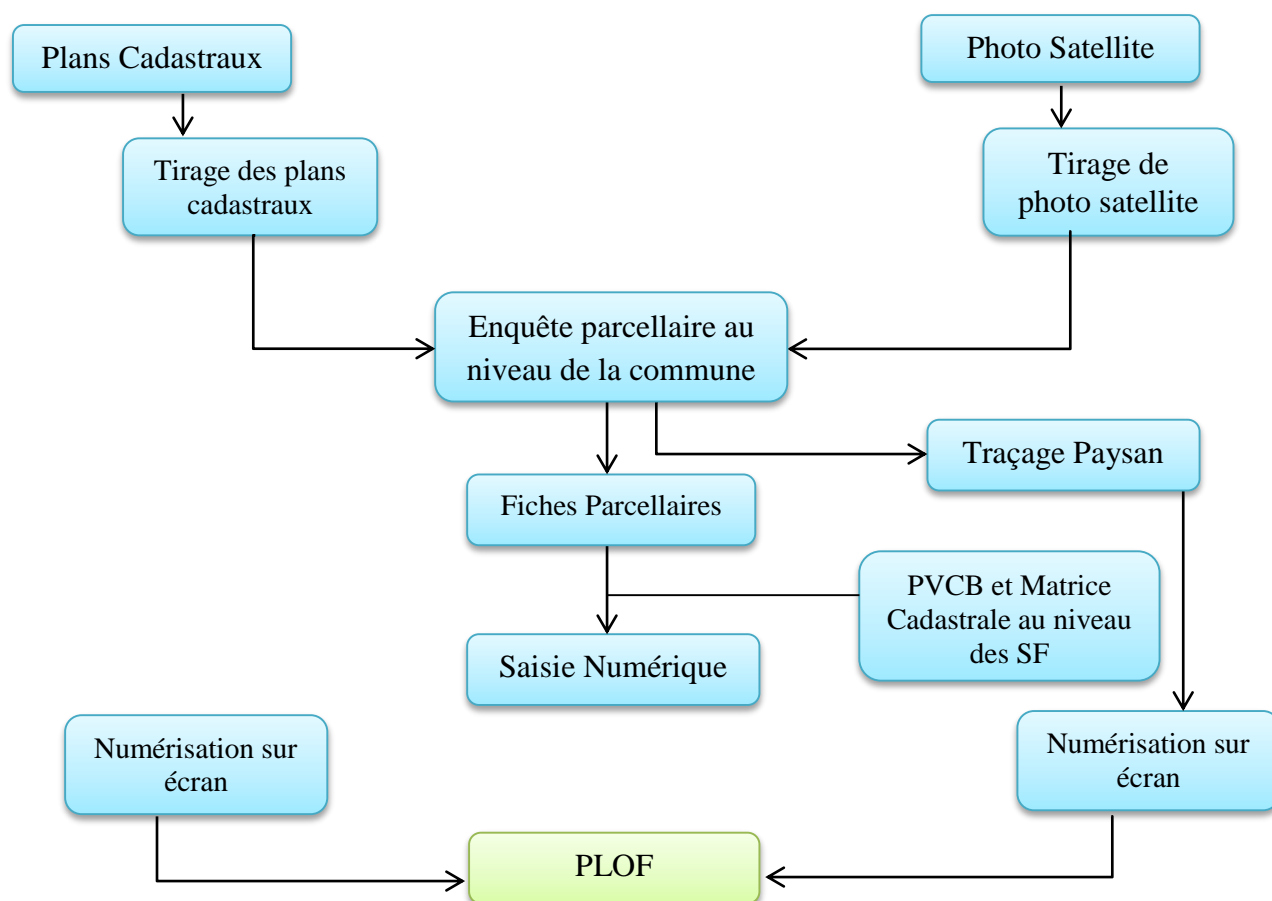 Plans Cadastraux
Photo Satellite
Tirage des plans
cadastraux
Tirage de
photo satellite
Enquête parcellaire au
niveau de la commune
Traçage Paysan
Fiches Parcellaires
PVCB et Matrice
Cadastrale au niveau
des SF
Saisie Numérique
Numérisation sur
écran
Numérisation sur
écran
PLOF